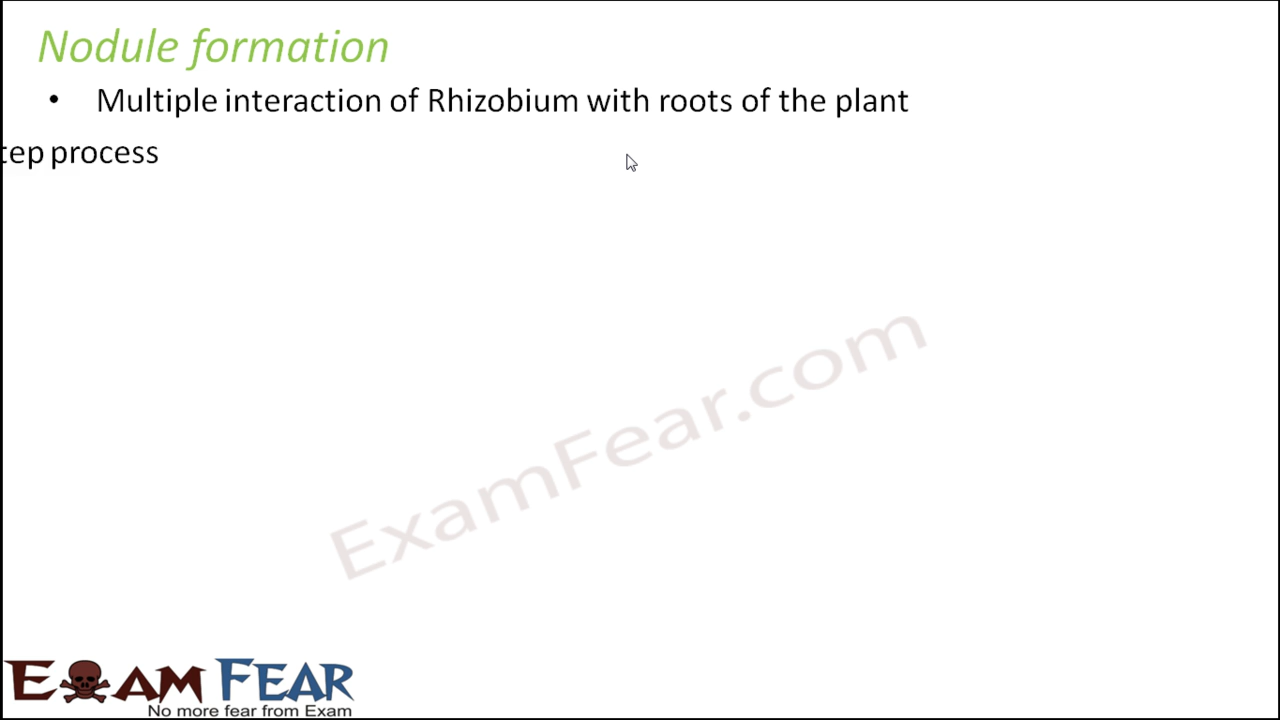 Nodule formation
• Multiple interaction of Rhizobium with roots of the plant
tep process
ExamFear.com
EXAM FEAR
No more fear from Exam